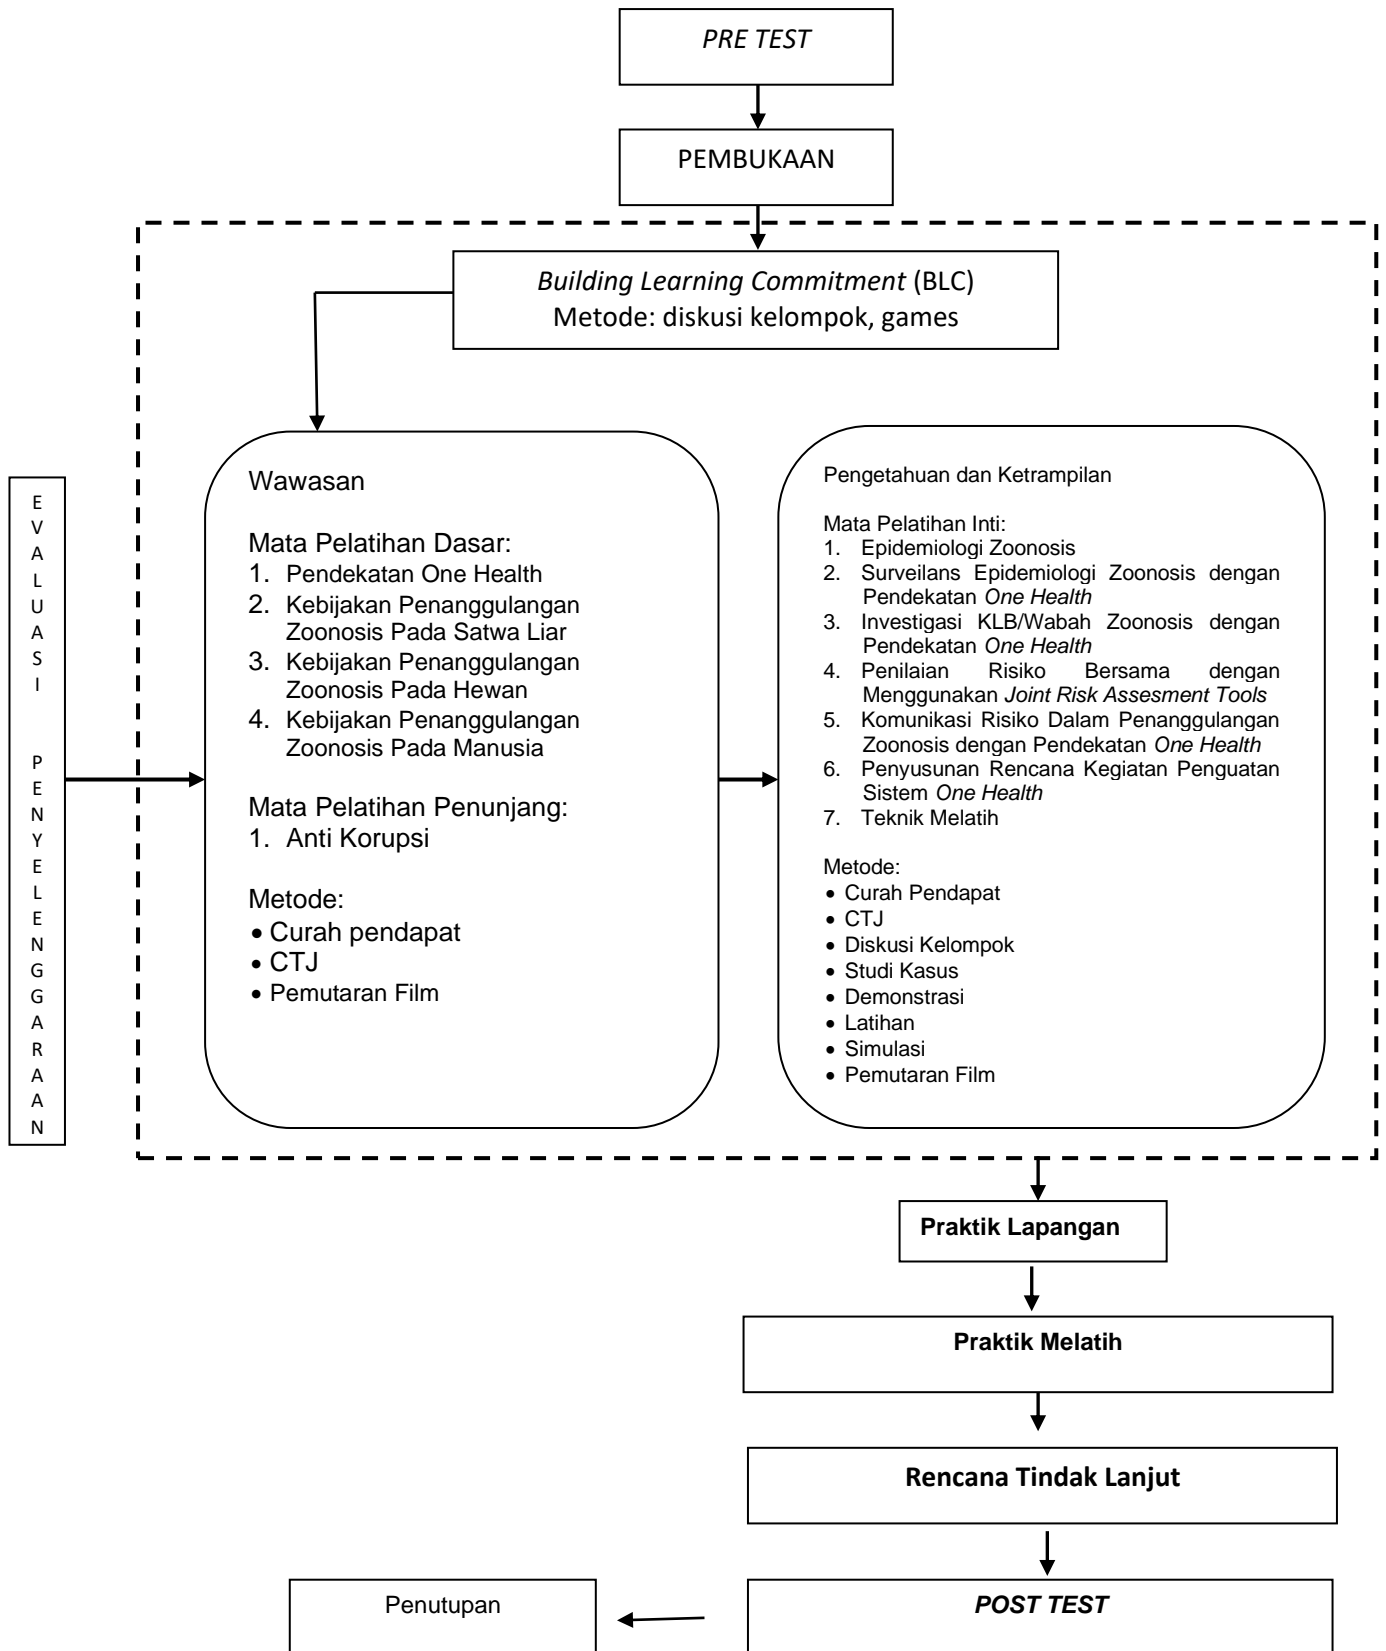 PRE TEST
PEMBUKAAN
Building Learning Commitment (BLC)
Metode: diskusi kelompok, games
EVALUASI PENYELENGGARAAN
Wawasan
Mata Pelatihan Dasar:
1. Pendekatan One Health
2. Kebijakan Penanggulangan
Zoonosis Pada Satwa Liar
3. Kebijakan Penanggulangan
Zoonosis Pada Hewan
4. Kebijakan Penanggulangan
Zoonosis Pada Manusia
Mata Pelatihan Penunjang:
1. Anti Korupsi
Metode:
• Curah pendapat
• CTJ
• Pemutaran Film
Pengetahuan dan Ketrampilan
Mata Pelatihan Inti:
1. Epidemiologi Zoonosis
2. Surveilans Epidemiologi Zoonosis dengan
Pendekatan One Health
3. Investigasi KLB/Wabah Zoonosis dengan
Pendekatan One Health
4. Penilaian Risiko Bersama dengan
Menggunakan Joint Risk Assesment Tools
5. Komunikasi Risiko Dalam Penanggulangan
Zoonosis dengan Pendekatan One Health
6. Penyusunan Rencana Kegiatan Penguatan
Sistem One Health
7. Teknik Melatih
Metode:
• Curah Pendapat
• CTJ
• Diskusi Kelompok
• Studi Kasus
• Demonstrasi
• Latihan
• Simulasi
• Pemutaran Film
Praktik Lapangan
Praktik Melatih
Rencana Tindak Lanjut
POST TEST
Penutupan